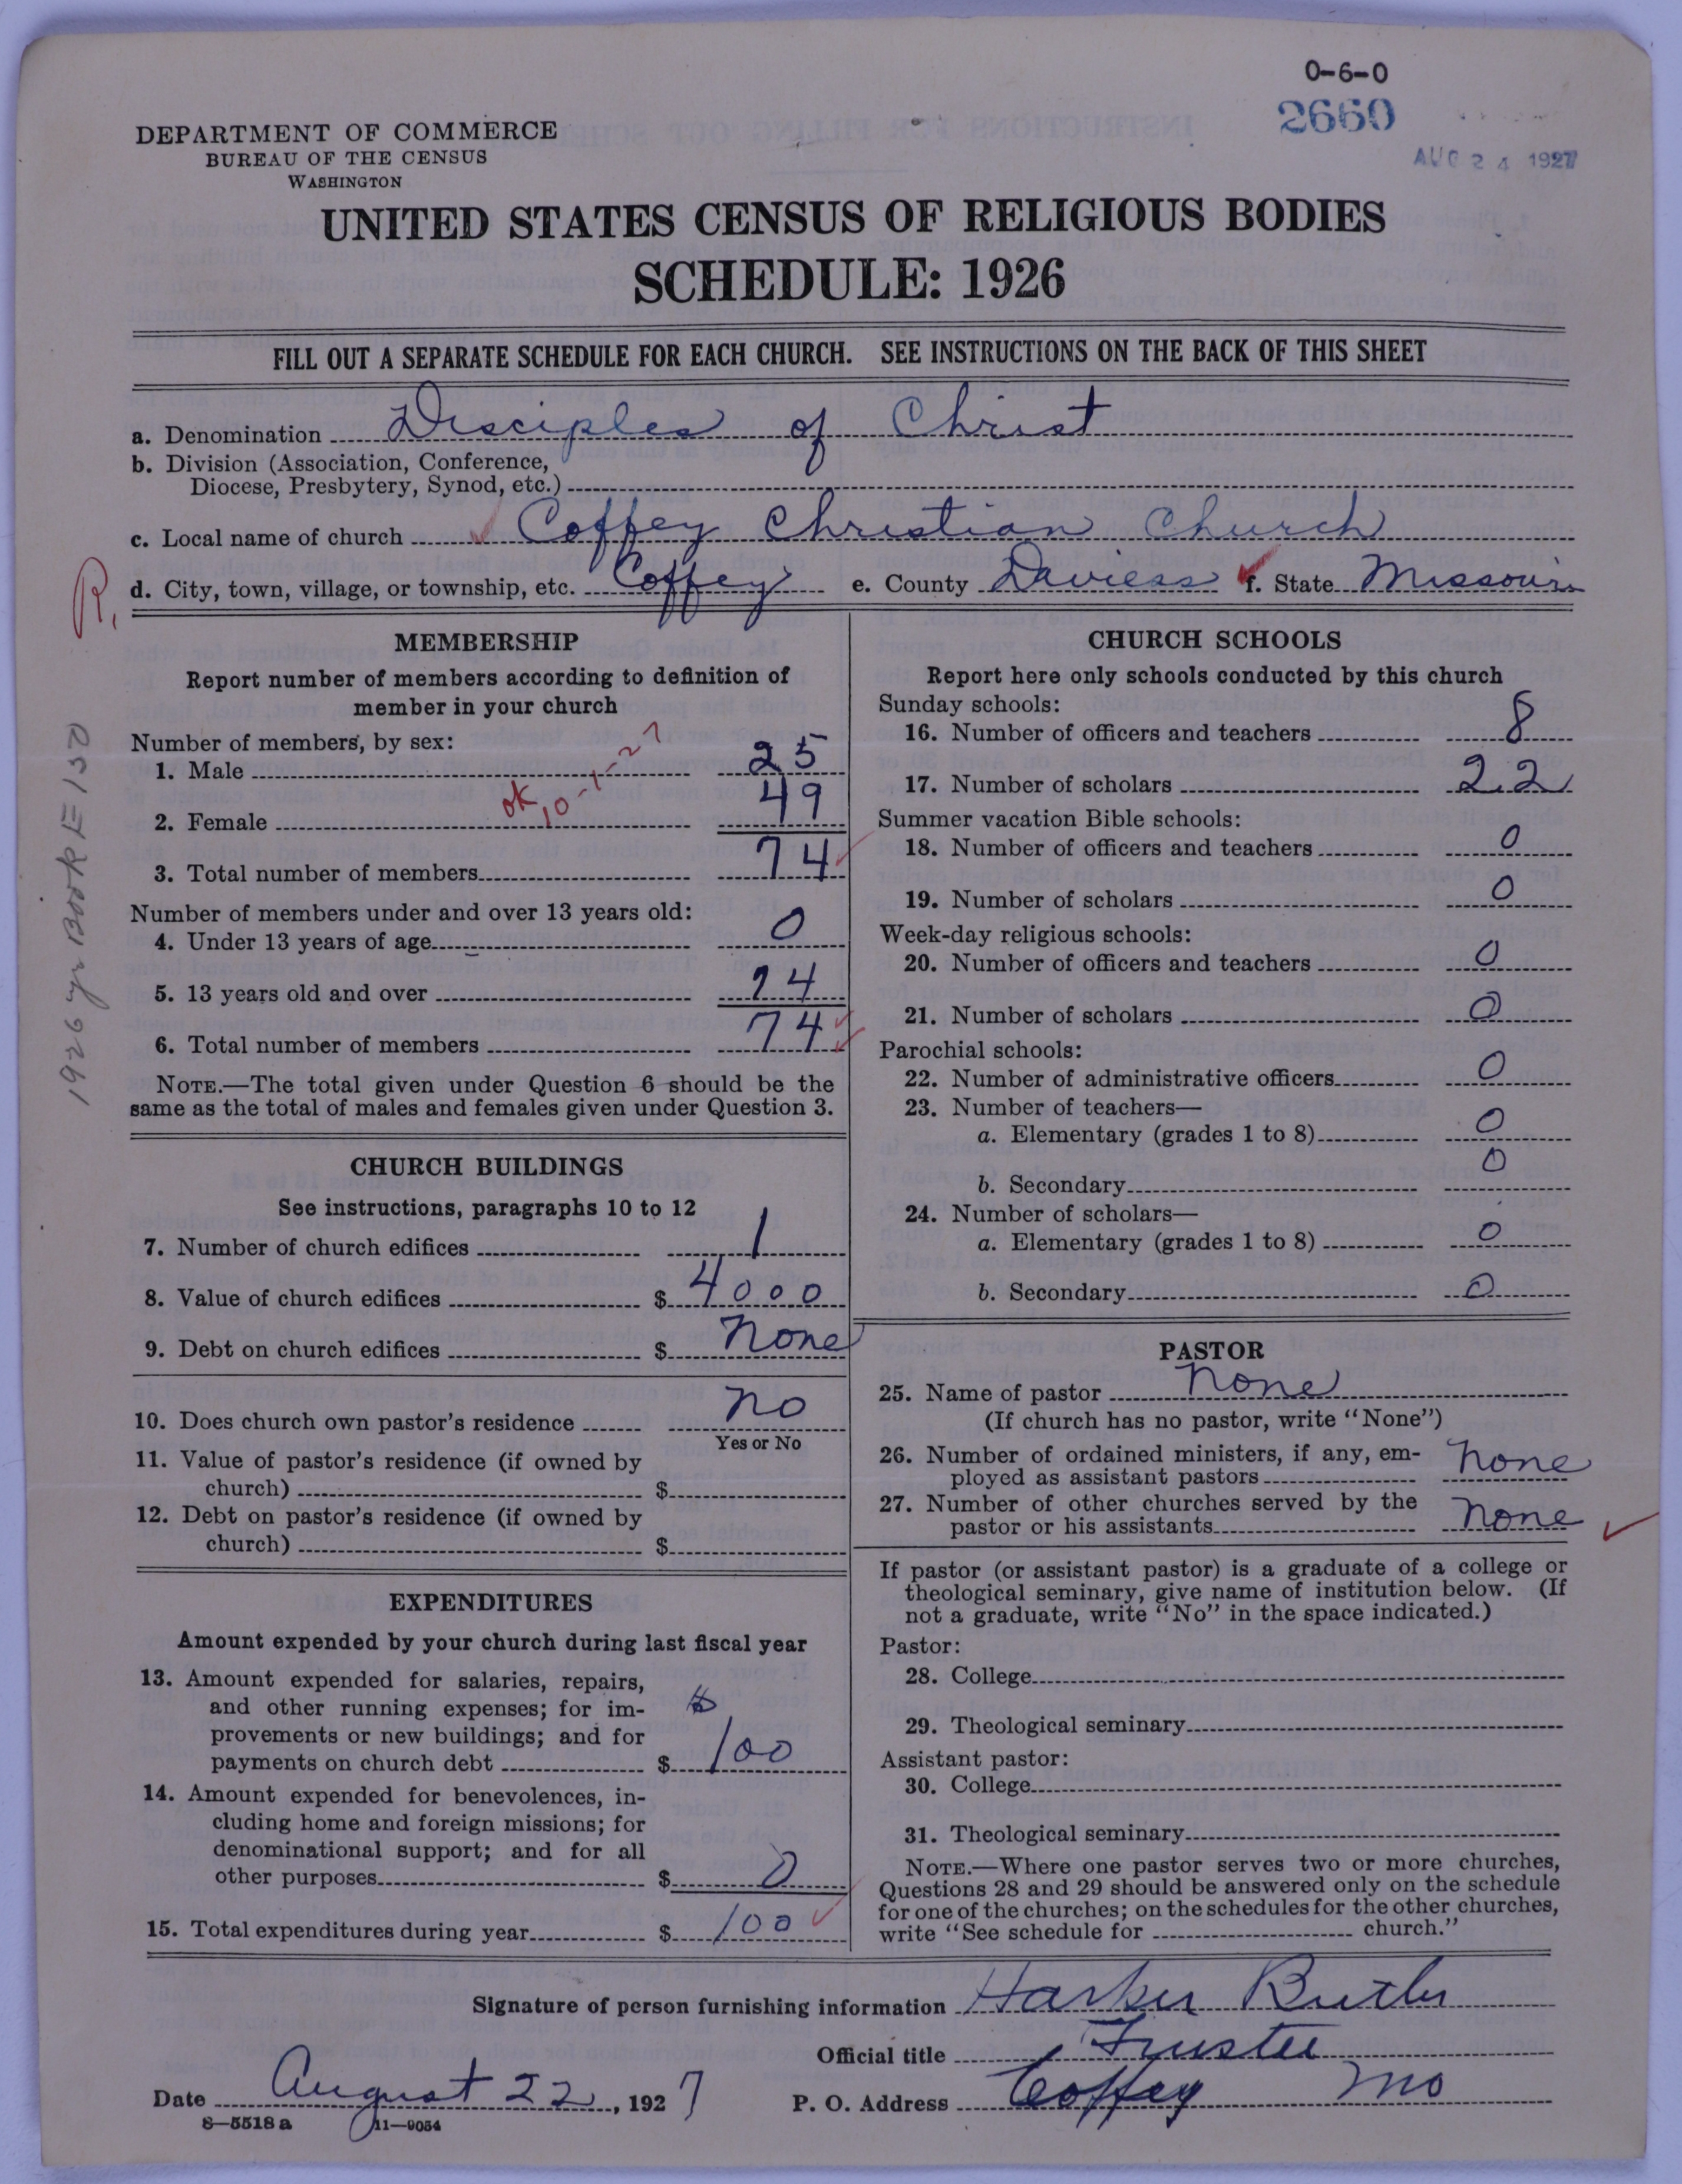 0-6-0
2660
AUG 24 1927
DEPARTMENT OF COMMERCE
BUREAU OF THE CENSUS
WASHINGTON
UNITED STATES CENSUS OF RELIGIOUS BODIES
SCHEDULE: 1926
FILL OUT A SEPARATE SCHEDULE FOR EACH CHURCH. SEE INSTRUCTIONS ON THE BACK OF THIS SHEET
a. Denomination Disciples of Christ
b. Division (Association, Conference,
Diocese, Presbytery, Synod, etc.)
c. Local name of church Coffey Christian Church
d. City, town, village, or township, etc. Coffey e. County Daviess f. State Missouri
R.
1926 yr Book E 130
MEMBERSHIP
Report number of members according to definition of
member in your church
Number of members, by sex:
1. Male 25
ok 10-1-27
2. Female 49
3. Total number of members 74
Number of members under and over 13 years old:
4. Under 13 years of age 0
5. 13 years old and over 74
6. Total number of members 74
NOTE.—The total given under Question 6 should be the
same as the total of males and females given under Question 3.
CHURCH BUILDINGS
See instructions, paragraphs 10 to 12
7. Number of church edifices 1
8. Value of church edifices $ 4000
9. Debt on church edifices $ None
10. Does church own pastor's residence No
Yes or No
11. Value of pastor's residence (if owned by
church) $
12. Debt on pastor's residence (if owned by
church) $
EXPENDITURES
Amount expended by your church during last fiscal year
13. Amount expended for salaries, repairs,
and other running expenses; for im- $
provements or new buildings; and for
payments on church debt $ 100
14. Amount expended for benevolences, in-
cluding home and foreign missions; for
denominational support; and for all
other purposes $ 0
15. Total expenditures during year $ 100
CHURCH SCHOOLS
Report here only schools conducted by this church
Sunday schools:
16. Number of officers and teachers 8
17. Number of scholars 22
Summer vacation Bible schools:
18. Number of officers and teachers 0
19. Number of scholars 0
Week-day religious schools:
20. Number of officers and teachers 0
21. Number of scholars 0
Parochial schools:
22. Number of administrative officers 0
23. Number of teachers—
a. Elementary (grades 1 to 8) 0
b. Secondary 0
24. Number of scholars—
a. Elementary (grades 1 to 8) 0
b. Secondary 0
PASTOR
25. Name of pastor None
(If church has no pastor, write "None")
26. Number of ordained ministers, if any, em-
ployed as assistant pastors None
27. Number of other churches served by the
pastor or his assistants None
If pastor (or assistant pastor) is a graduate of a college or
theological seminary, give name of institution below. (If
not a graduate, write "No" in the space indicated.)
Pastor:
28. College
29. Theological seminary
Assistant pastor:
30. College
31. Theological seminary
NOTE.—Where one pastor serves two or more churches,
Questions 28 and 29 should be answered only on the schedule
for one of the churches; on the schedules for the other churches,
write "See schedule for church."
Signature of person furnishing information Harber Butler
Official title Trustee
Date August 22, 1927 P. O. Address Coffey Mo
8—5518 a 11—9054